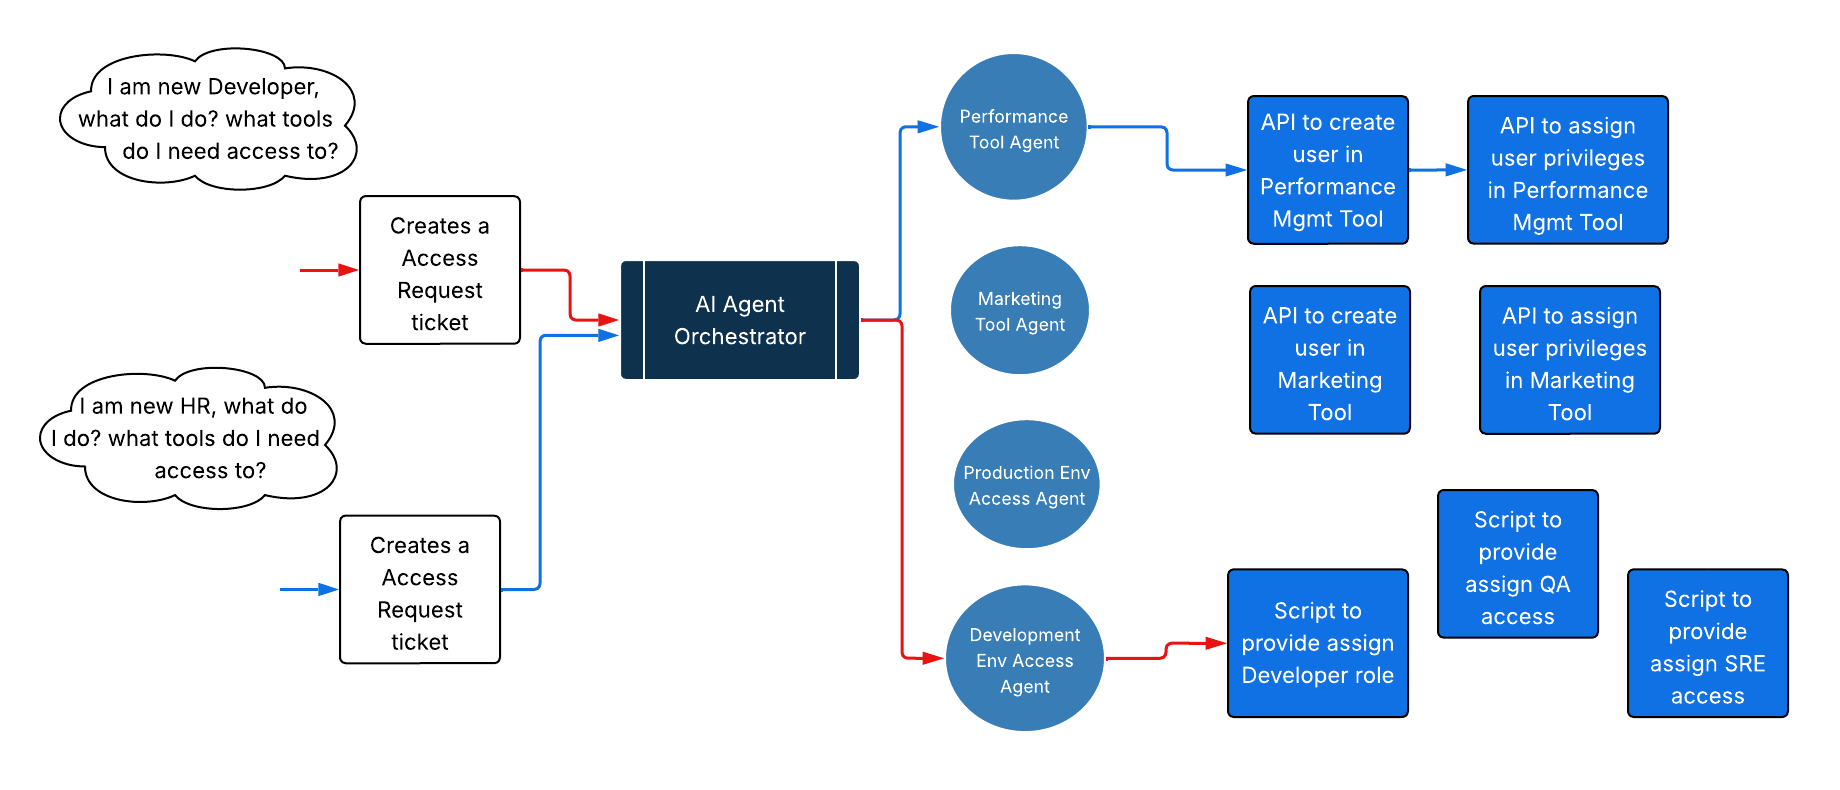 I am new Developer,
what do I do? what tools
do I need access to?
Creates a
Access
Request
ticket
I am new HR, what do
I do? what tools do I need
access to?
Creates a
Access
Request
ticket
AI Agent
Orchestrator
Performance
Tool Agent
Marketing
Tool Agent
Production Env
Access Agent
Development
Env Access
Agent
API to create
user in
Performance
Mgmt Tool
API to assign
user privileges
in Performance
Mgmt Tool
API to create
user in
Marketing
Tool
API to assign
user privileges
in Marketing
Tool
Script to
provide assign
Developer role
Script to
provide
assign QA
access
Script to
provide
assign SRE
access